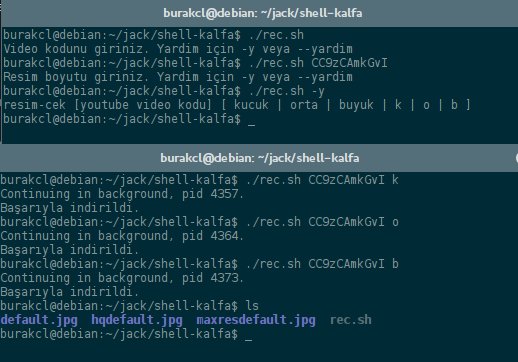 burakcl@debian: ~/jack/shell-kalfa
burakcl@debian:~/jack/shell-kalfa$ ./rec.sh
Video kodunu giriniz. Yardim için -y veya --yardim
burakcl@debian:~/jack/shell-kalfa$ ./rec.sh CC9zCAmkGvI
Resim boyutu giriniz. Yardim için -y veya --yardim
burakcl@debian:~/jack/shell-kalfa$ ./rec.sh -y
resim-cek [youtube video kodu] [ kucuk | orta | buyuk | k | o | b ]
burakcl@debian:~/jack/shell-kalfa$ _
burakcl@debian: ~/jack/shell-kalfa
burakcl@debian:~/jack/shell-kalfa$ ./rec.sh CC9zCAmkGvI k
Continuing in background, pid 4357.
Başarıyla indirildi.
burakcl@debian:~/jack/shell-kalfa$ ./rec.sh CC9zCAmkGvI o
Continuing in background, pid 4364.
Başarıyla indirildi.
burakcl@debian:~/jack/shell-kalfa$ ./rec.sh CC9zCAmkGvI b
Continuing in background, pid 4373.
Başarıyla indirildi.
burakcl@debian:~/jack/shell-kalfa$ ls
default.jpg hqdefault.jpg maxresdefault.jpg rec.sh
burakcl@debian:~/jack/shell-kalfa$ _